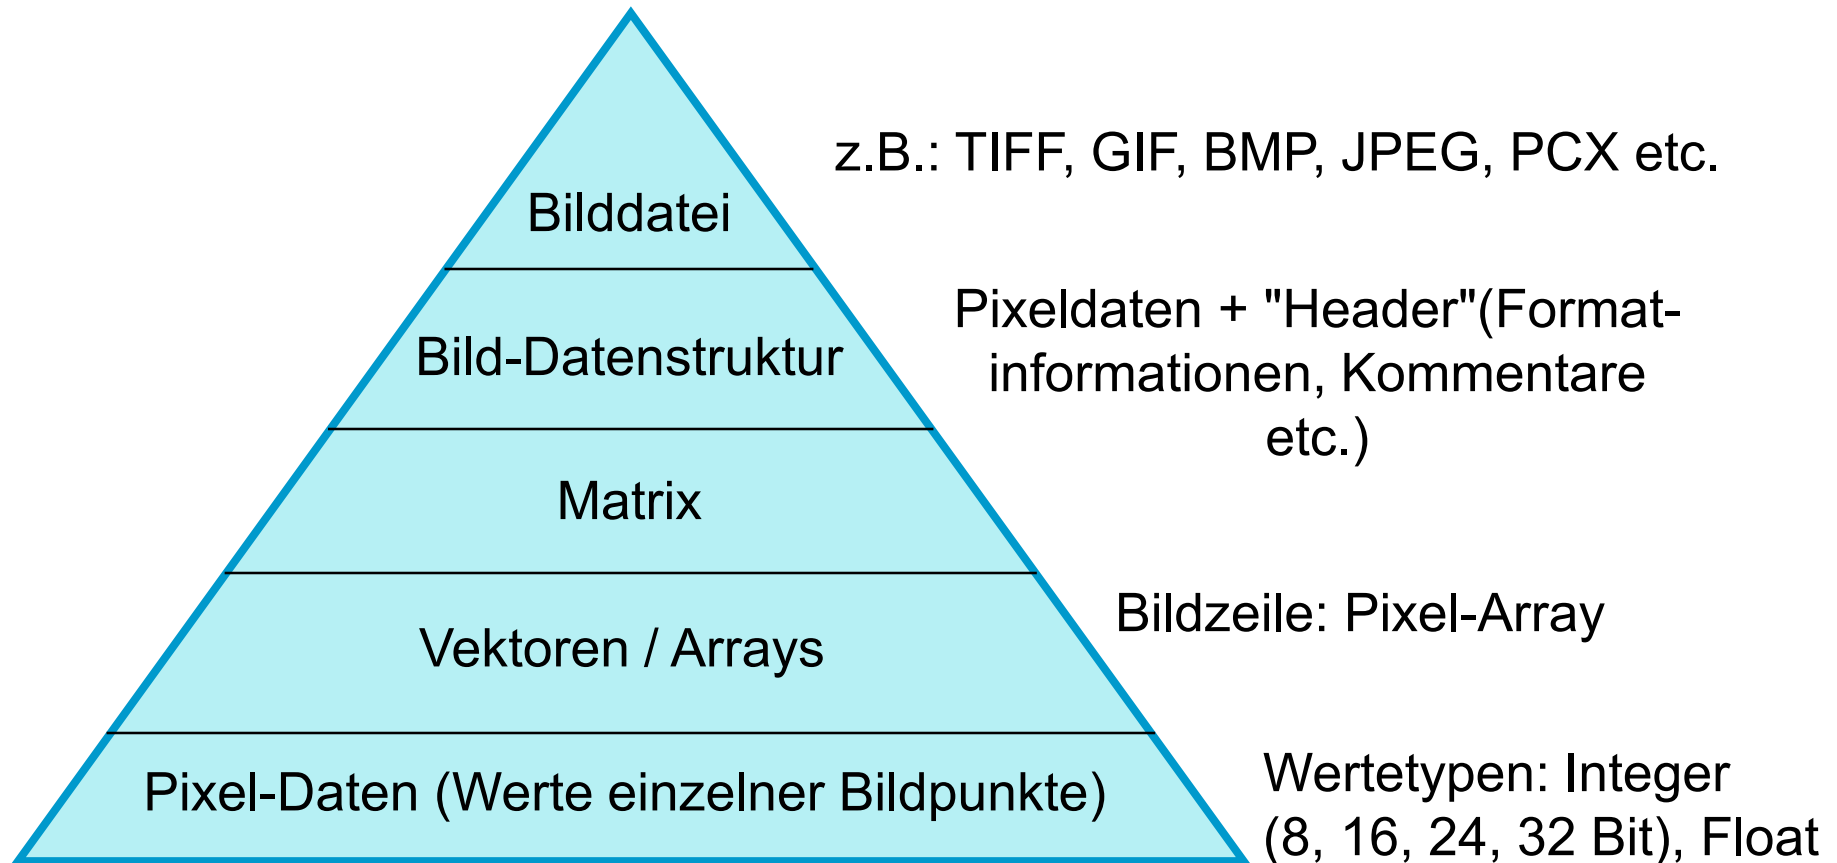 z.B.: TIFF, GIF, BMP, JPEG, PCX etc.
Bilddatei
Pixeldaten + "Header"(Format-
informationen, Kommentare
etc.)
Bild-Datenstruktur
Matrix
Bildzeile: Pixel-Array
Vektoren / Arrays
Wertetypen: Integer
(8, 16, 24, 32 Bit), Float
Pixel-Daten (Werte einzelner Bildpunkte)